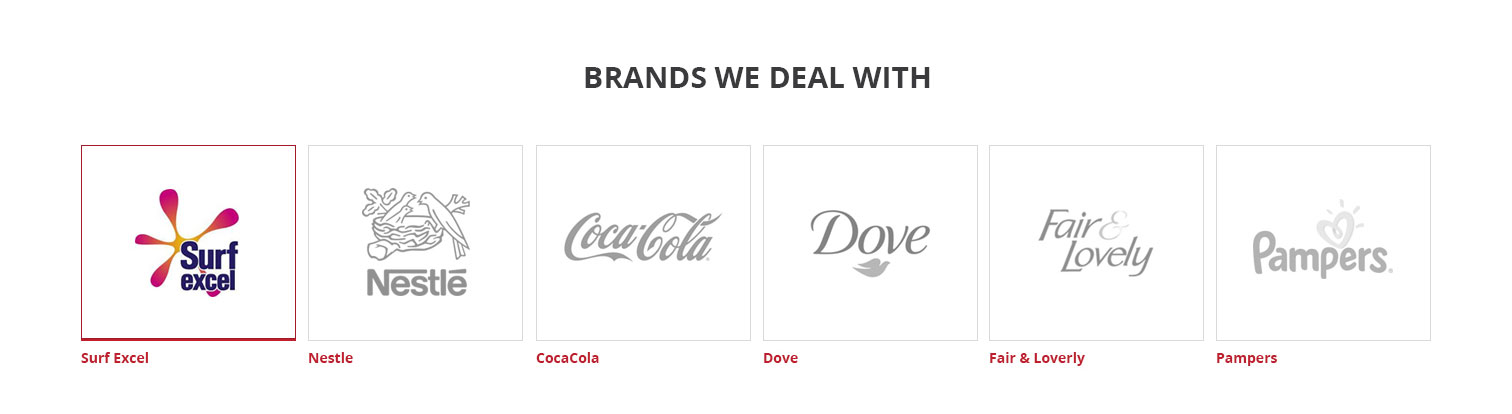 BRANDS WE DEAL WITH
Surf
excel
Nestlé
Coca-Cola
Dove
Fair &
Lovely
Pampers.
Surf Excel
Nestle
CocaCola
Dove
Fair & Loverly
Pampers